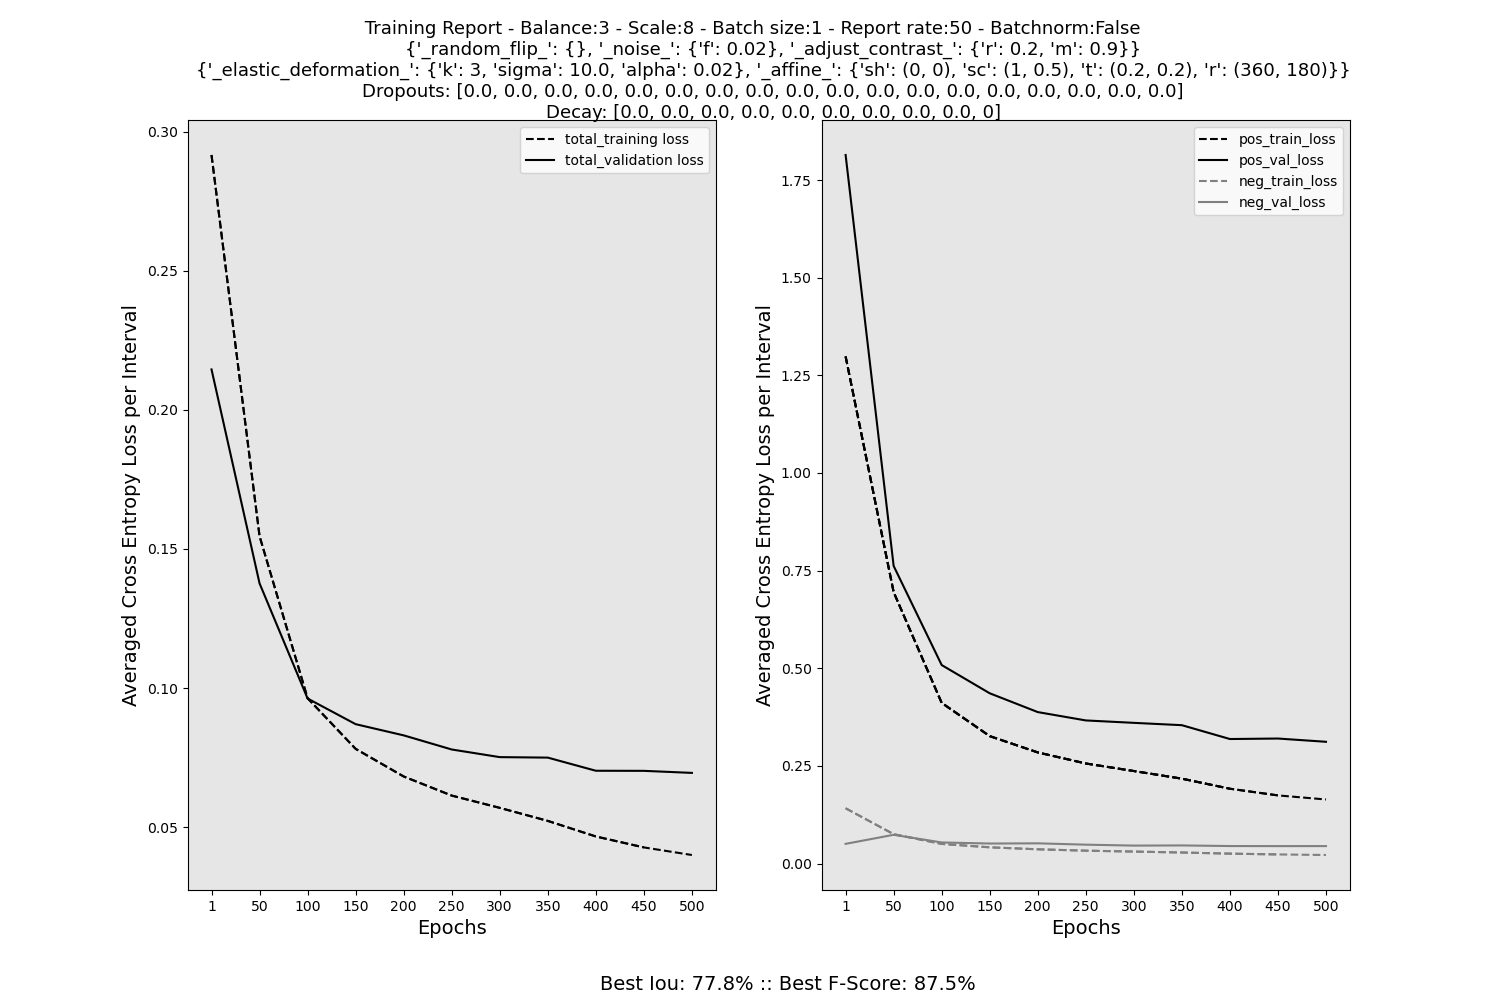 Training Report - Balance:3 - Scale:8 - Batch size:1 - Report rate:50 - Batchnorm:False
{'_random_flip_': {}, '_noise_': {'f': 0.02}, '_adjust_contrast_': {'r': 0.2, 'm': 0.9}}
{'_elastic_deformation_': {'k': 3, 'sigma': 10.0, 'alpha': 0.02}, '_affine_': {'sh': (0, 0), 'sc': (1, 0.5), 't': (0.2, 0.2), 'r': (360, 180)}}
Dropouts: [0.0, 0.0, 0.0, 0.0, 0.0, 0.0, 0.0, 0.0, 0.0, 0.0, 0.0, 0.0, 0.0, 0.0, 0.0, 0.0, 0.0, 0.0]
Decay: [0.0, 0.0, 0.0, 0.0, 0.0, 0.0, 0.0, 0.0, 0.0, 0]
Averaged Cross Entropy Loss per Interval
0.30
0.25
0.20
0.15
0.10
0.05
total_training loss
total_validation loss
1 50 100 150 200 250 300 350 400 450 500
Epochs
Averaged Cross Entropy Loss per Interval
1.75
1.50
1.25
1.00
0.75
0.50
0.25
0.00
pos_train_loss
pos_val_loss
neg_train_loss
neg_val_loss
1 50 100 150 200 250 300 350 400 450 500
Epochs
Best Iou: 77.8% :: Best F-Score: 87.5%